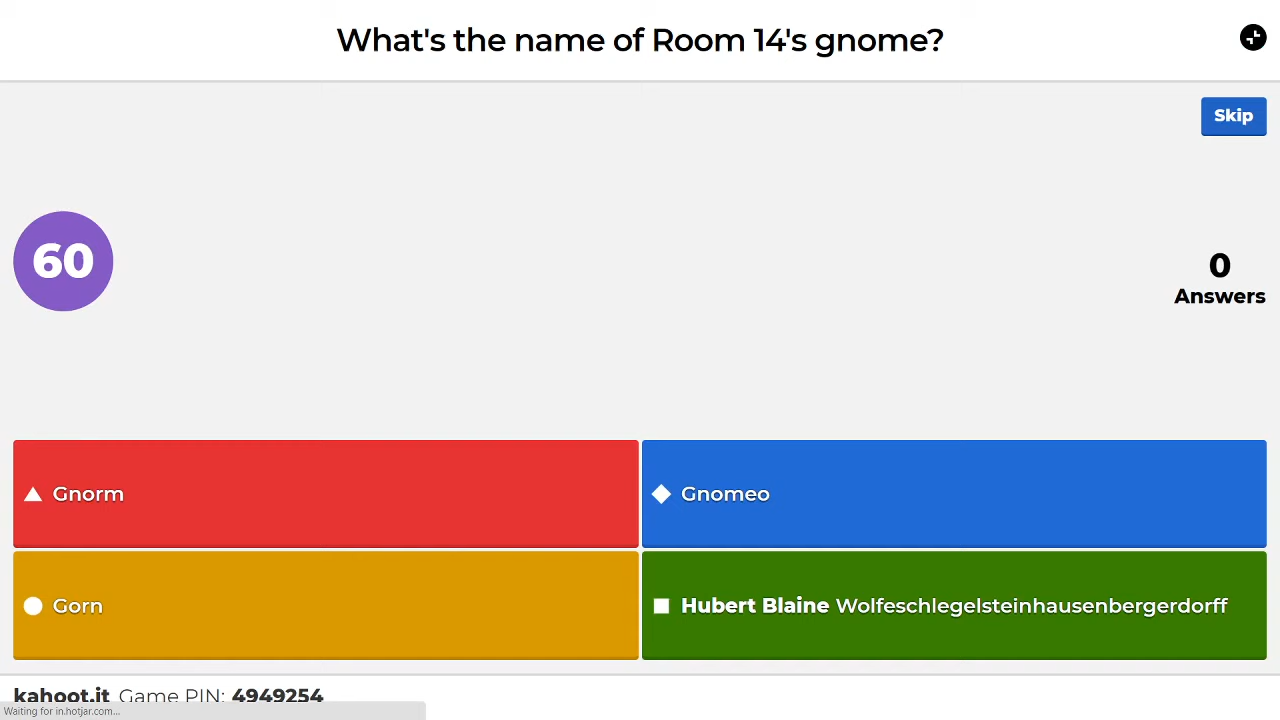 What's the name of Room 14's gnome?
Skip
60
0
Answers
Gnorm
Gnomeo
Gorn
Hubert Blaine Wolfeschlegelsteinhausenbergerdorff
kahoot.it Game PIN: 4949254
Waiting for in.hotjar.com...